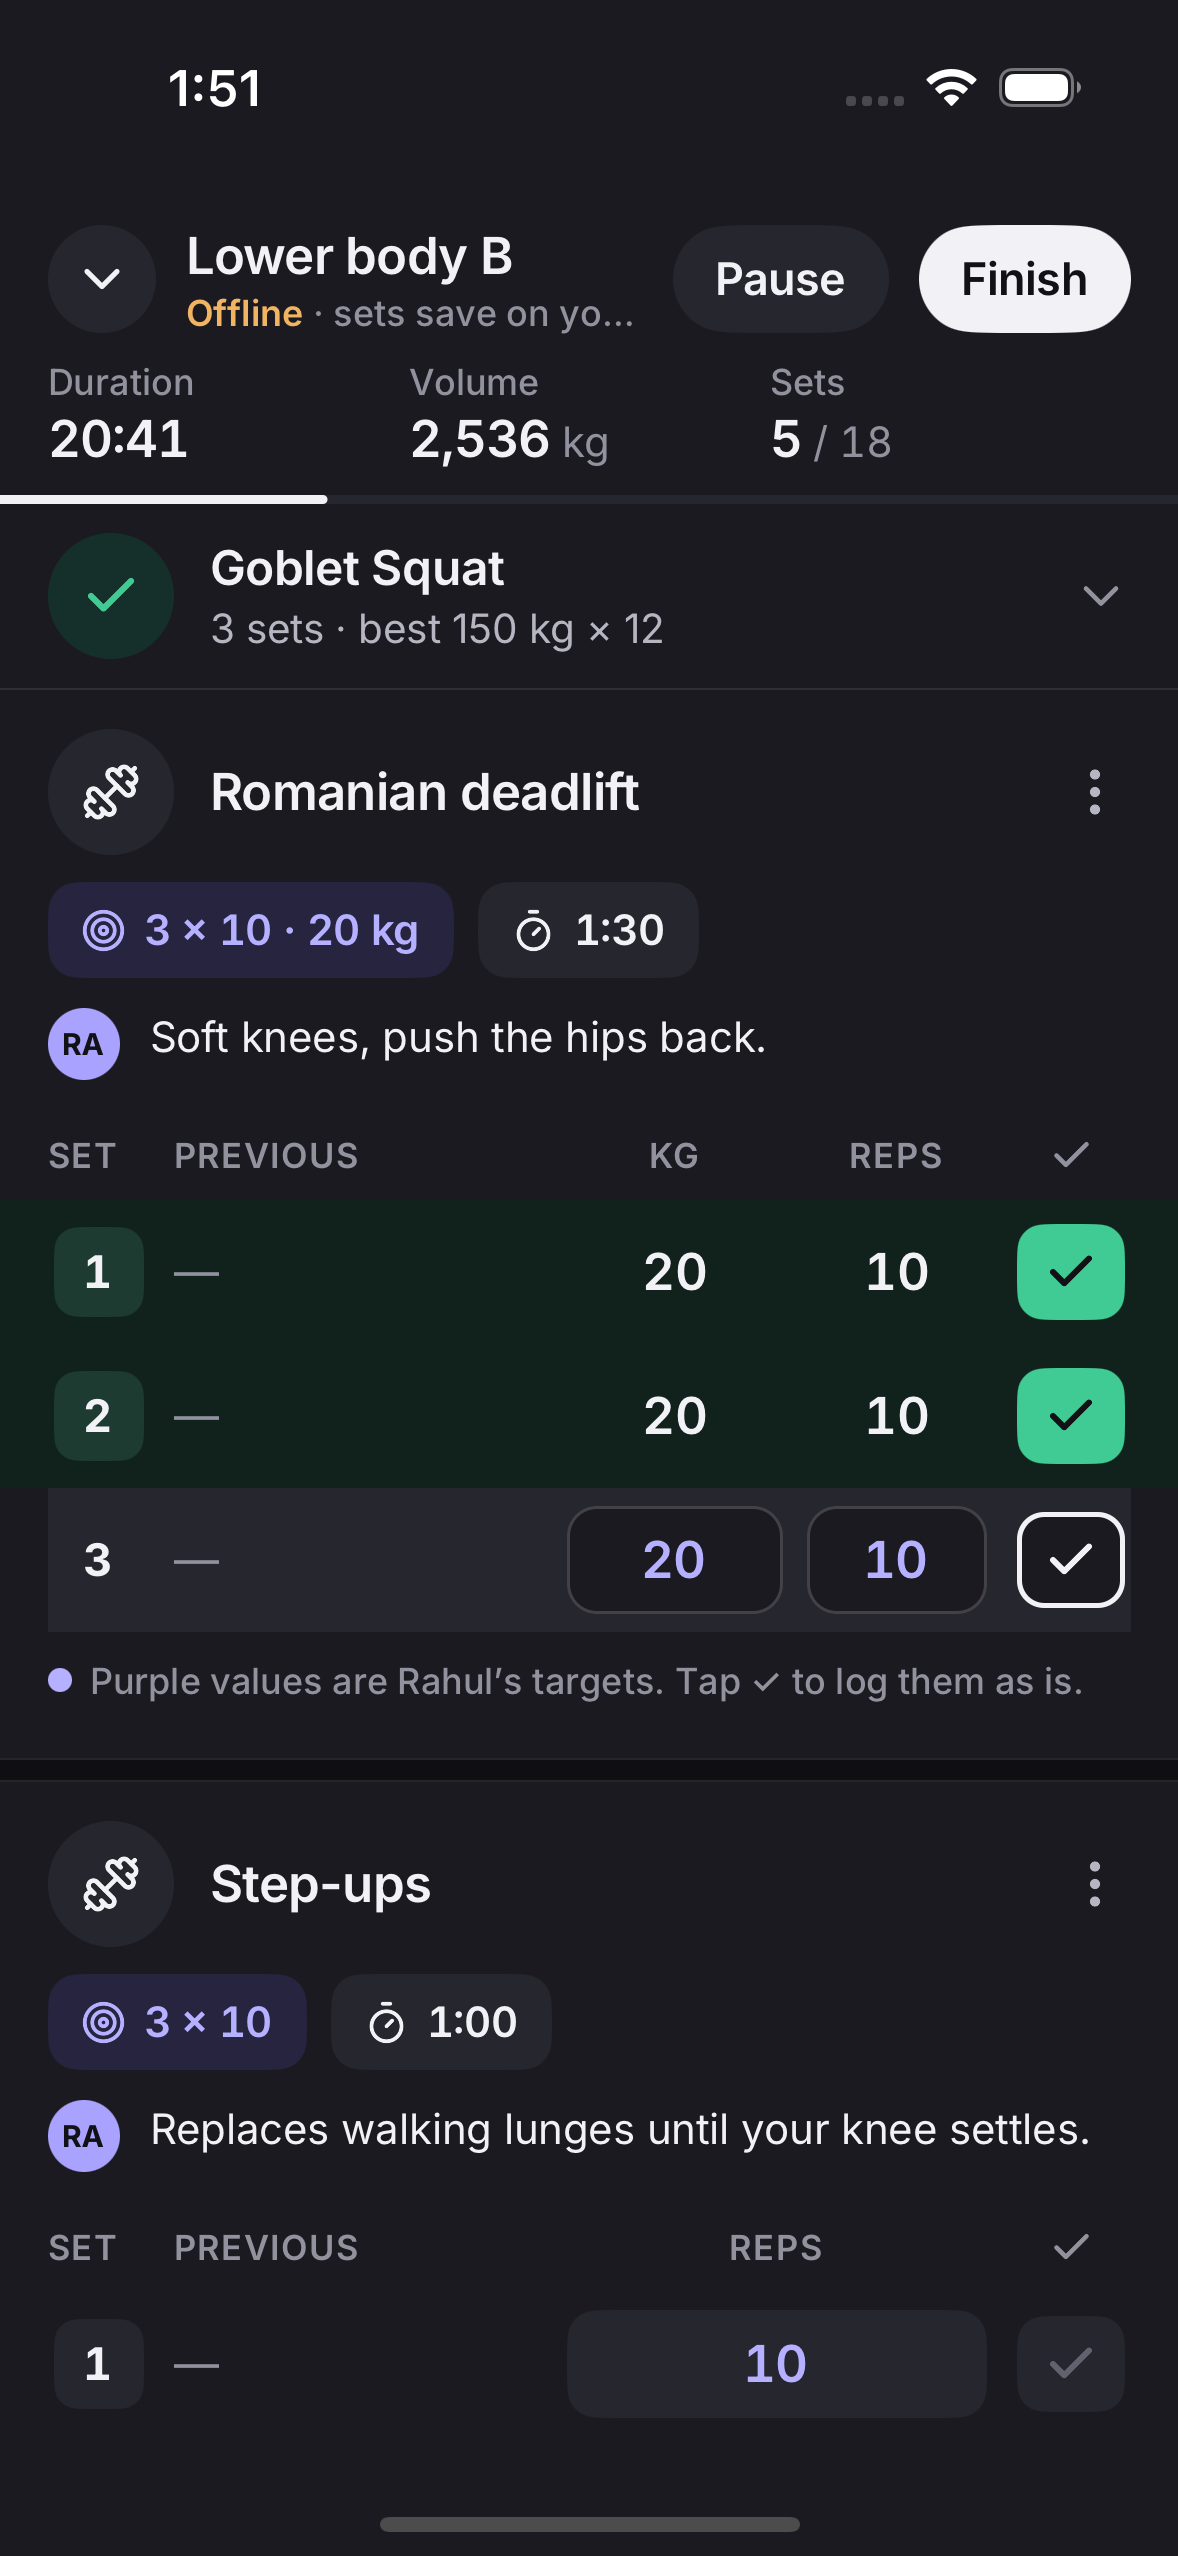 1:51
Lower body B
Offline · sets save on yo...
Pause
Finish
Duration
Volume
Sets
20:41
2,536 kg
5 / 18
Goblet Squat
3 sets · best 150 kg × 12
Romanian deadlift
3 × 10 · 20 kg
1:30
RA Soft knees, push the hips back.
SET PREVIOUS KG REPS ✓
1 — 20 10 ✓
2 — 20 10 ✓
3 — 20 10 ✓
Purple values are Rahul’s targets. Tap ✓ to log them as is.
Step-ups
3 × 10
1:00
RA Replaces walking lunges until your knee settles.
SET PREVIOUS REPS ✓
1 — 10 ✓